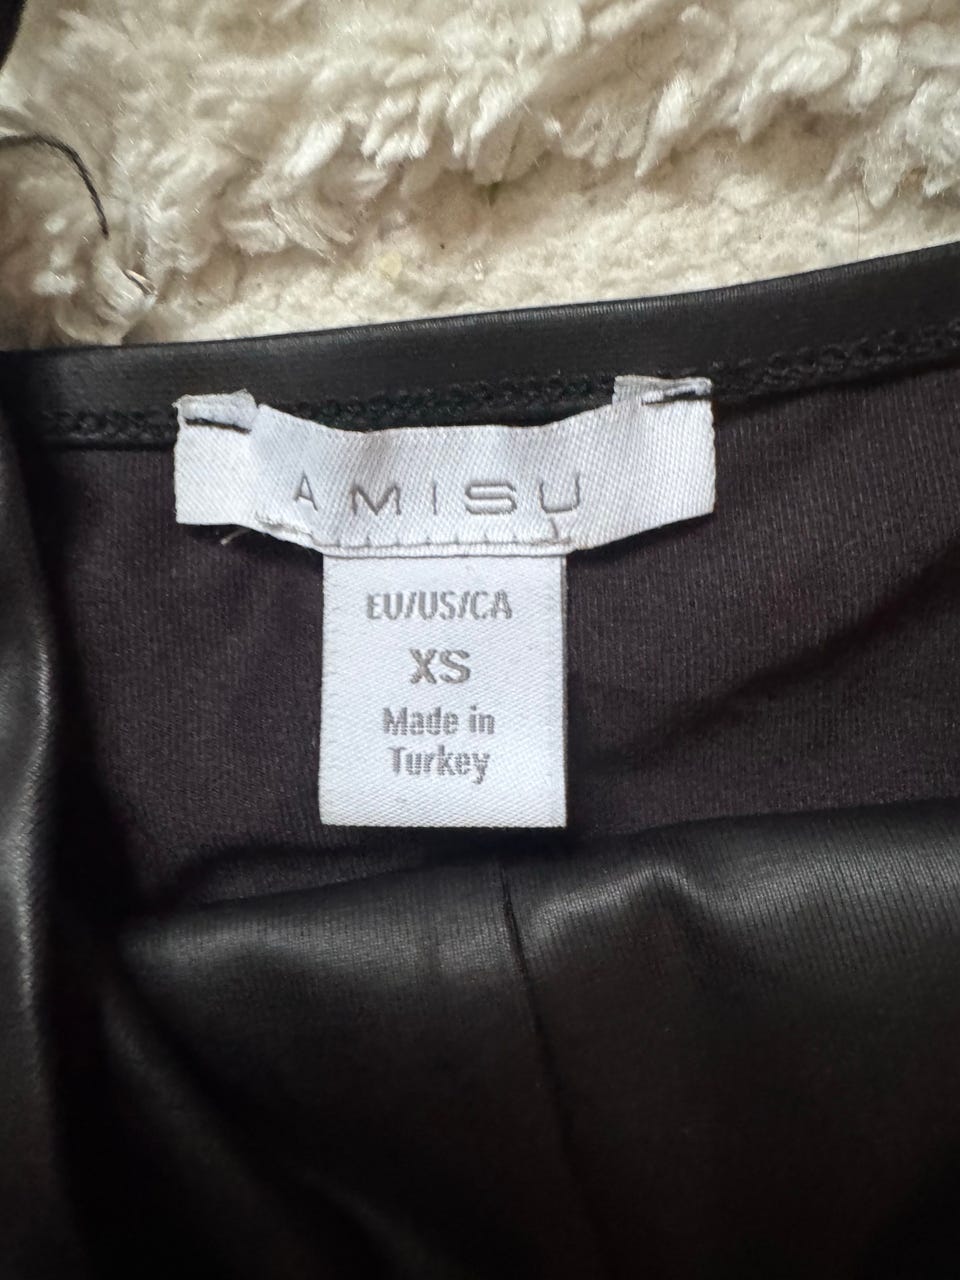 AMISU
EU/US/CA
XS
Made in
Turkey